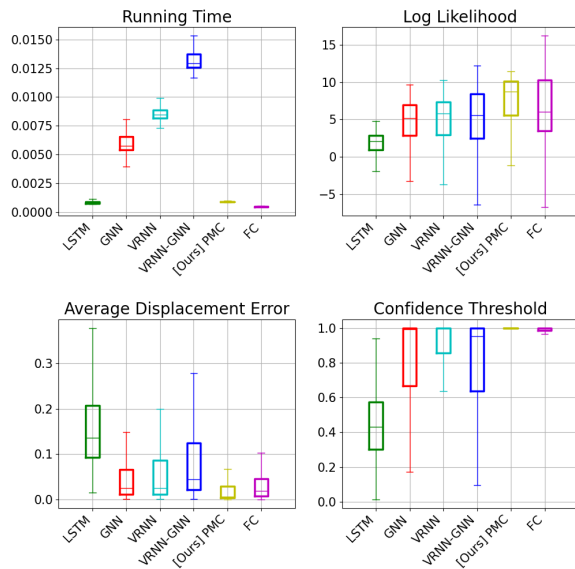 Running Time
0.0150
0.0125
0.0100
0.0075
0.0050
0.0025
0.0000
LSTM
GNN
VRNN
VRNN-GNN
[Ours] PMC
FC
Log Likelihood
15
10
5
0
−5
LSTM
GNN
VRNN
VRNN-GNN
[Ours] PMC
FC
Average Displacement Error
0.3
0.2
0.1
0.0
LSTM
GNN
VRNN
VRNN-GNN
[Ours] PMC
FC
Confidence Threshold
1.0
0.8
0.6
0.4
0.2
0.0
LSTM
GNN
VRNN
VRNN-GNN
[Ours] PMC
FC